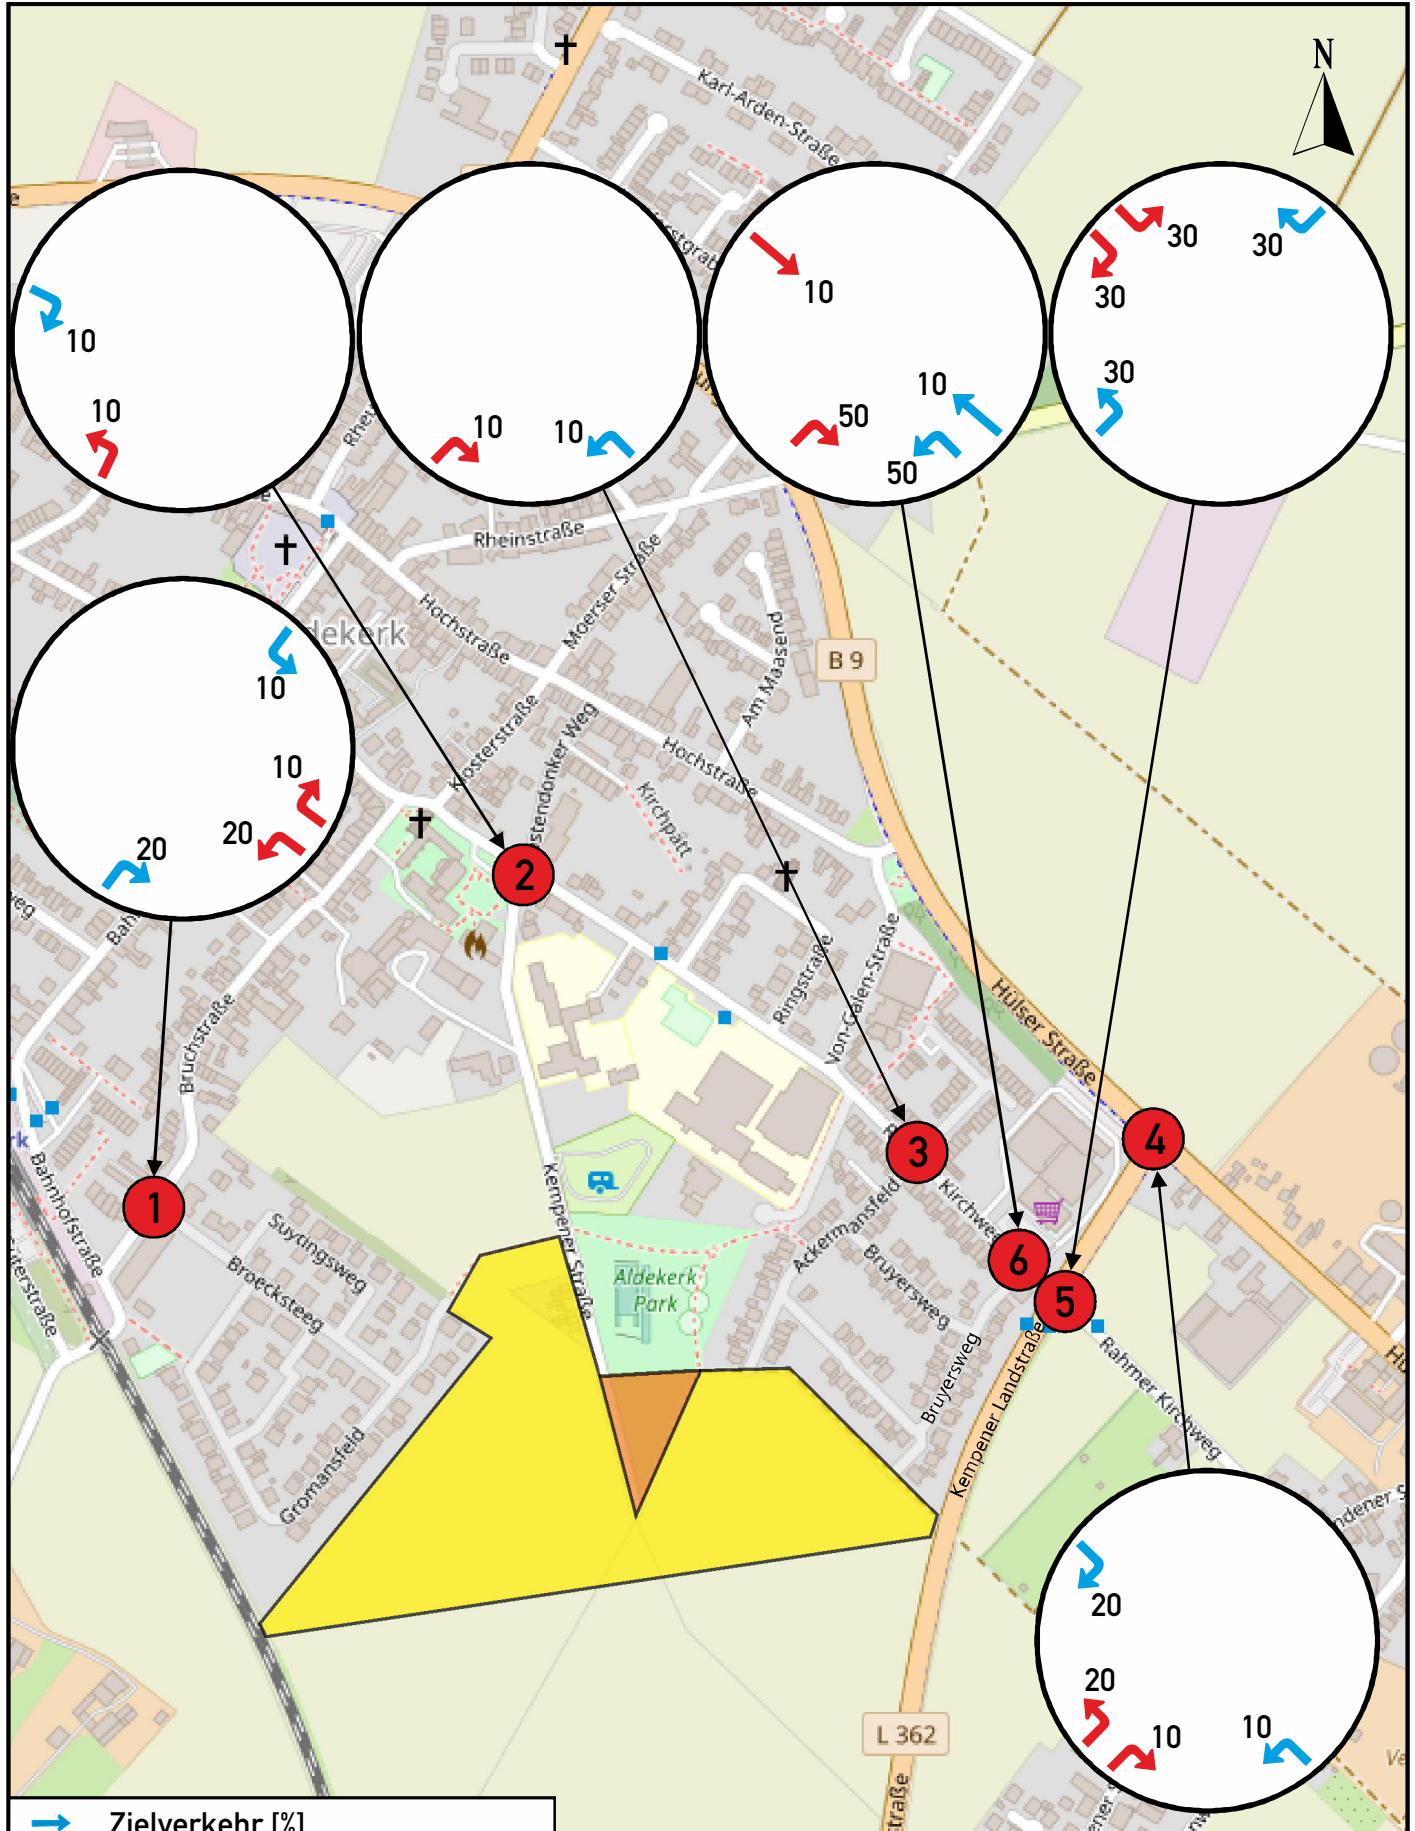 N
Karl-Arden-Straße
10
10
10
10
10
10
50
50
30
30
30
30
Rheinstraße
Moerser Straße
Hochstraße
Am Maasepud
B 9
Klosterstraße
Hochstraße
Kirchpatt
10
10
20
20
2
Bruchstraße
Ringstraße
Von-Galen-Straße
Hülser Straße
1
3
4
6
5
Bahnhofstraße
Kempener Straße
Suytingsweg
Broecksteeg
Gromansfeld
Aldekerk
Park
Ackermansfeld
Bruyersweg
Bruyersweg
Kempener Landstraße
Rahmer Kirchweg
20
20
10
10
L 362
Zielverkehr [%]